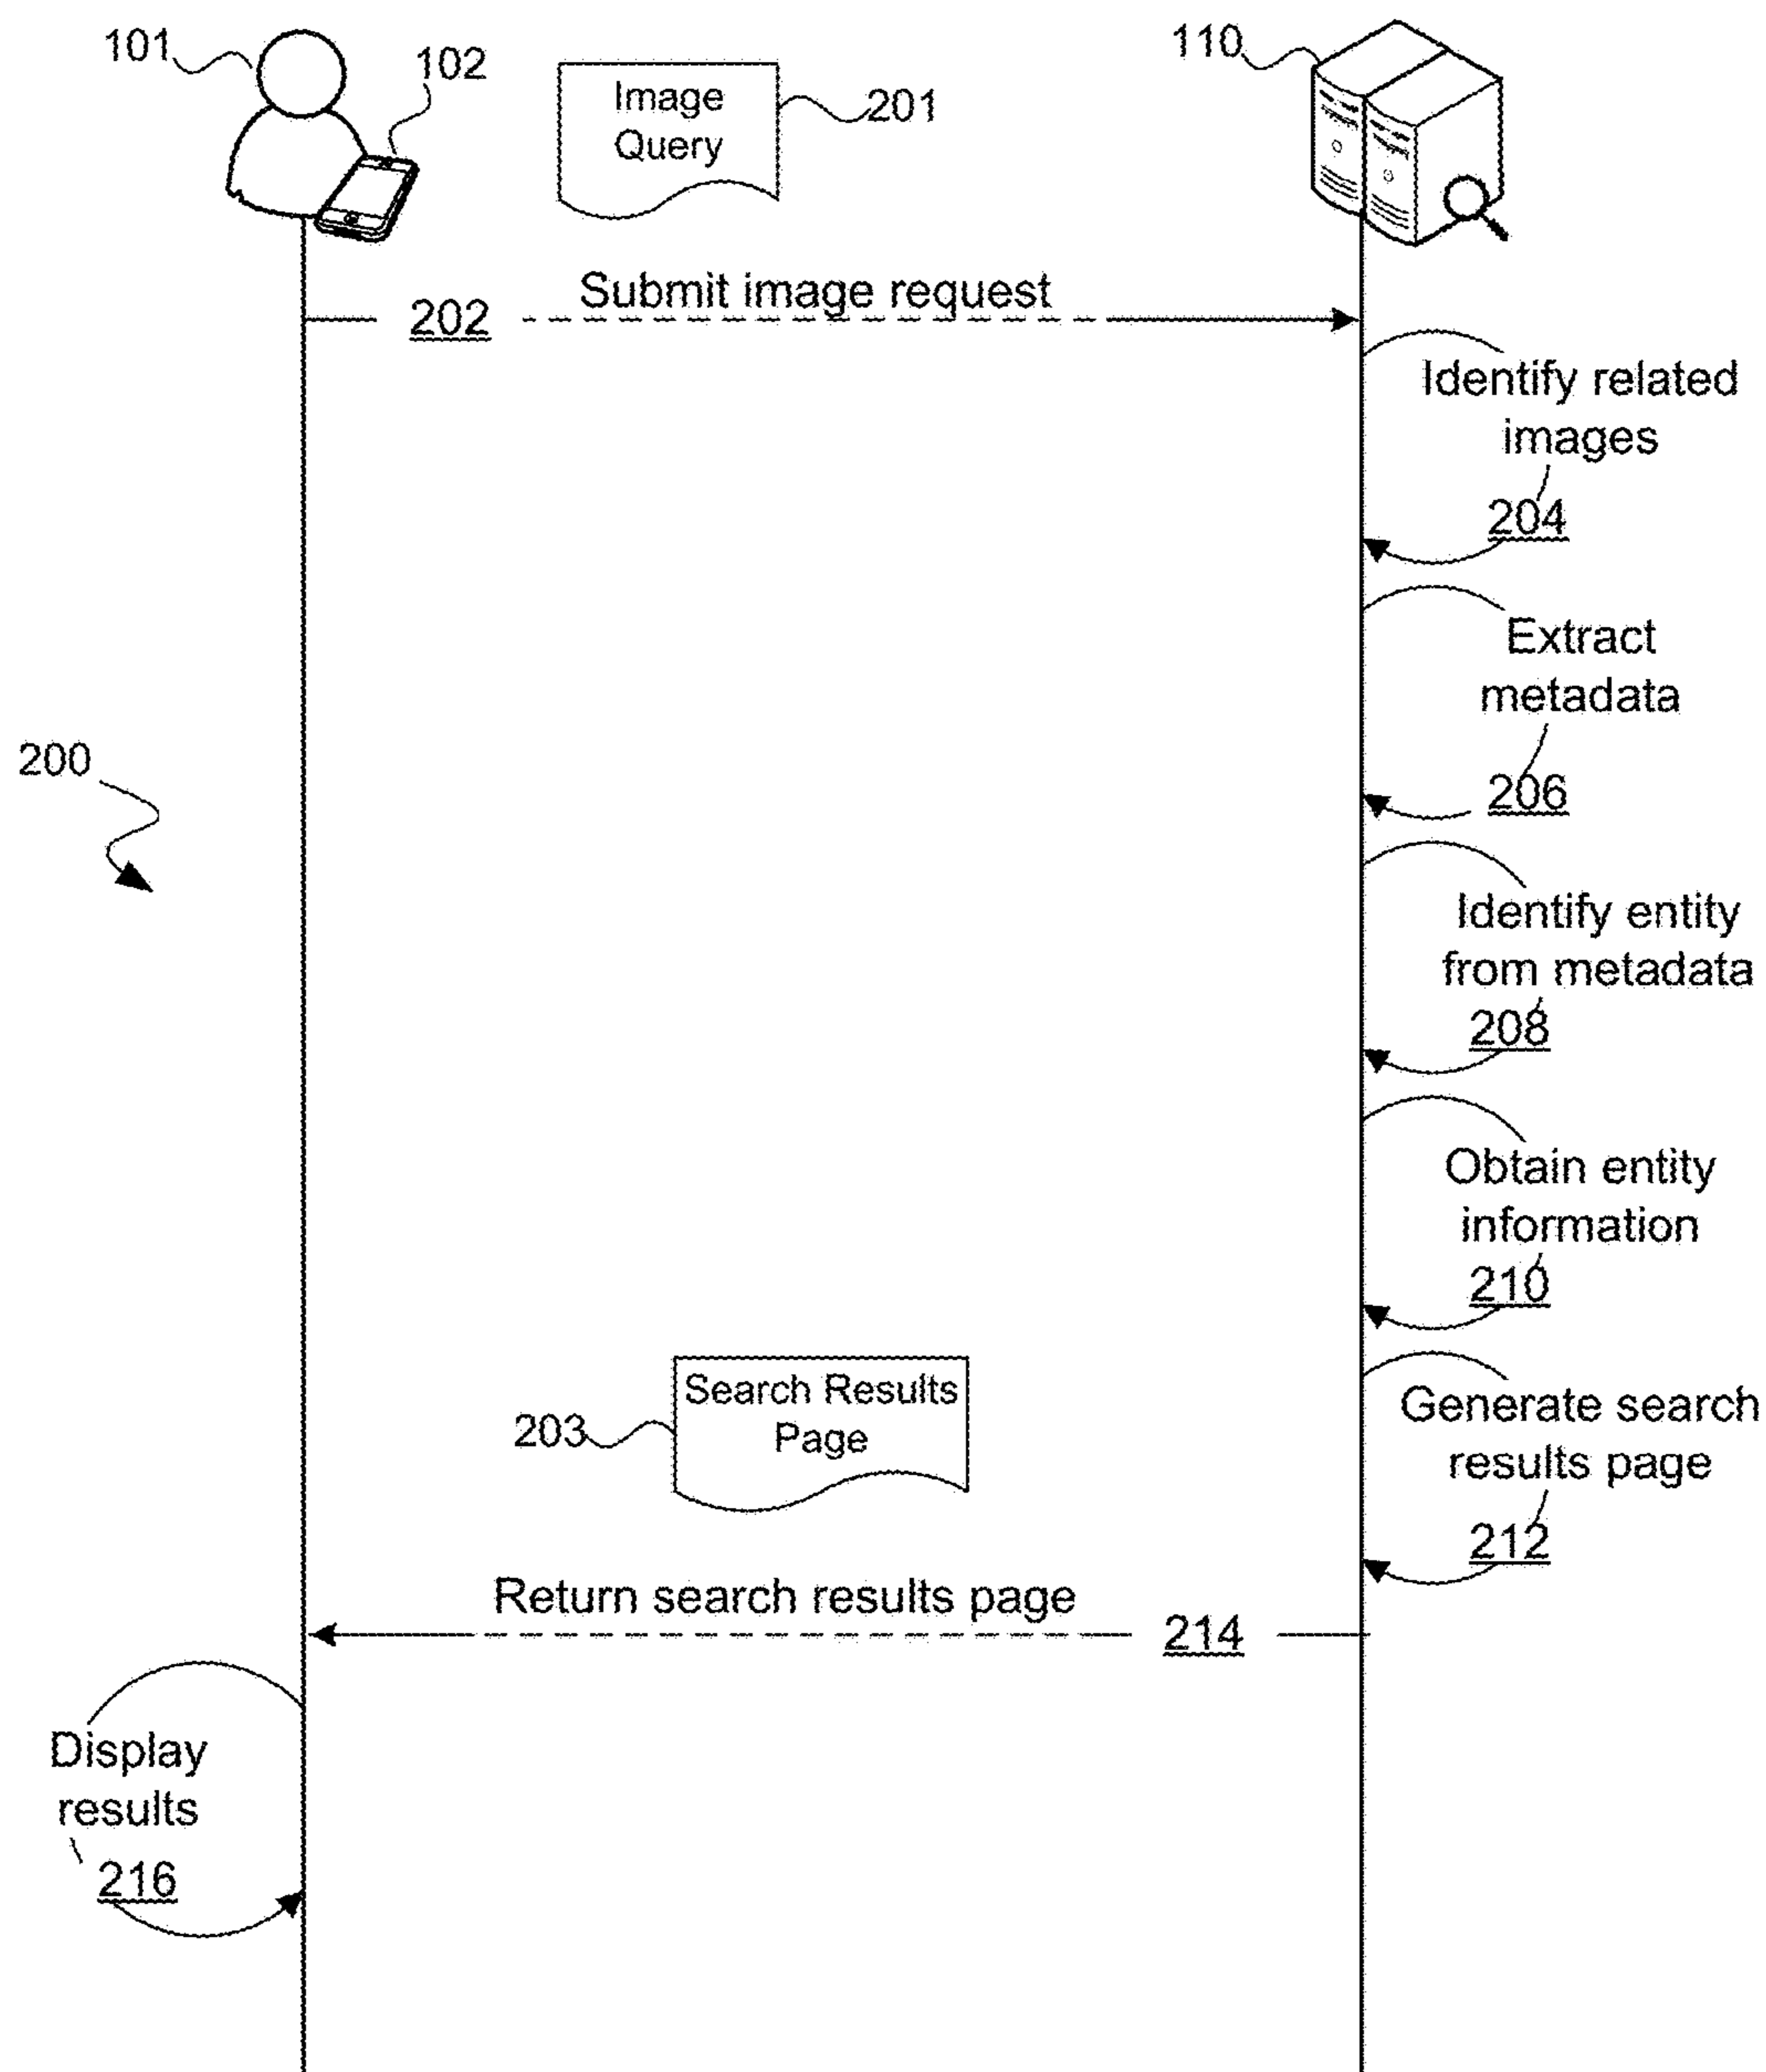 101
102
110
Image
Query
201
Submit image request
202
Identify related
images
204
Extract
metadata
206
200
Identify entity
from metadata
208
Obtain entity
information
210
Search Results
Page
203
Generate search
results page
212
Return search results page
214
Display
results
216